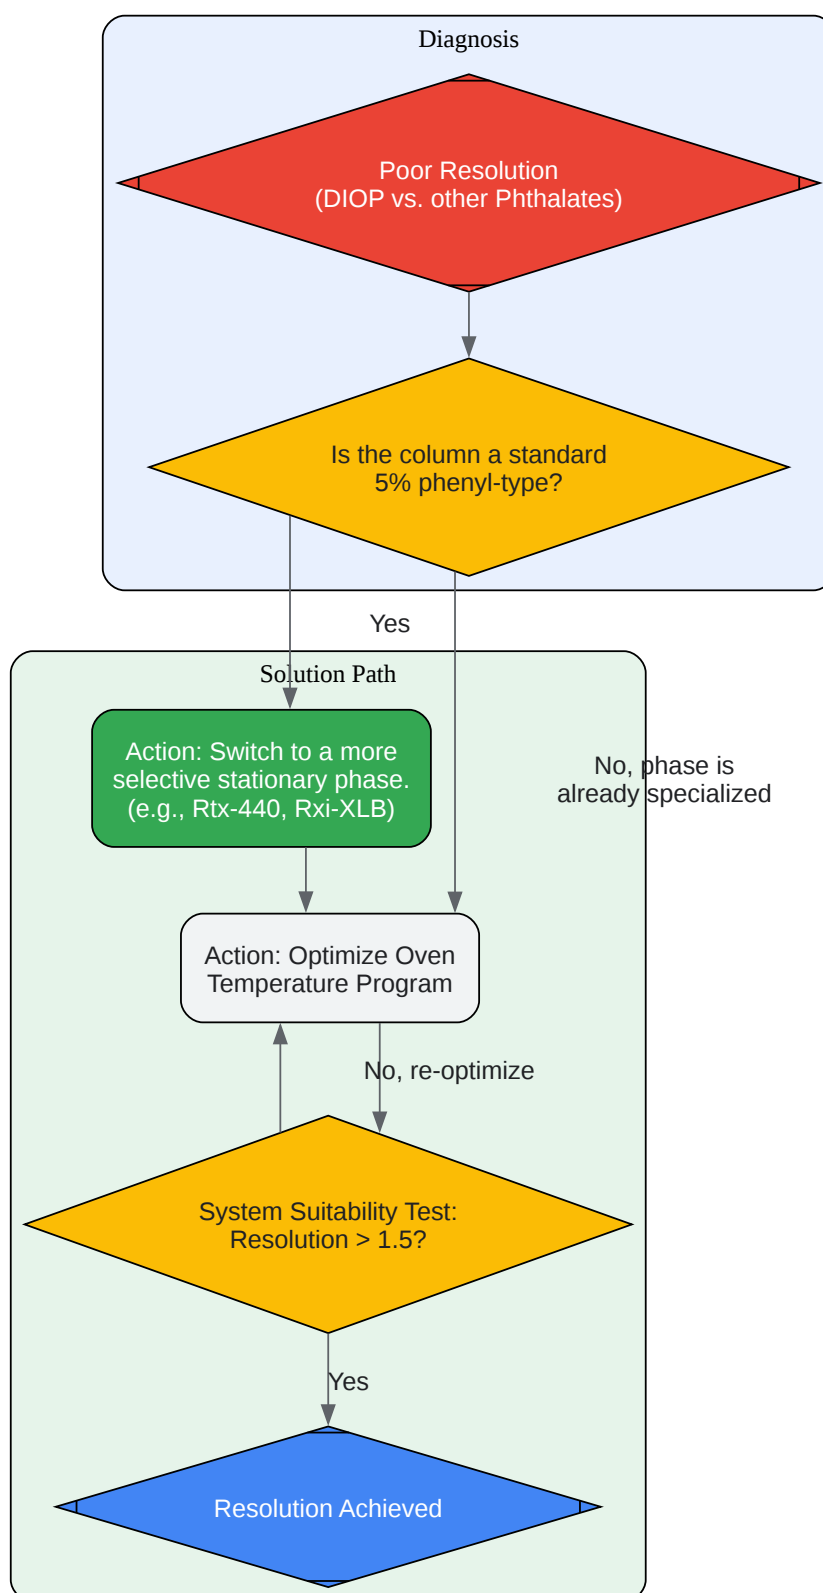 Diagnosis
Poor Resolution
(DIOP vs. other Phthalates)
Is the column a standard
5% phenyl-type?
Yes
Solution Path
Action: Switch to a more
selective stationary phase.
(e.g., Rtx-440, Rxi-XLB)
No, phase is
already specialized
Action: Optimize Oven
Temperature Program
No, re-optimize
System Suitability Test:
Resolution > 1.5?
Yes
Resolution Achieved